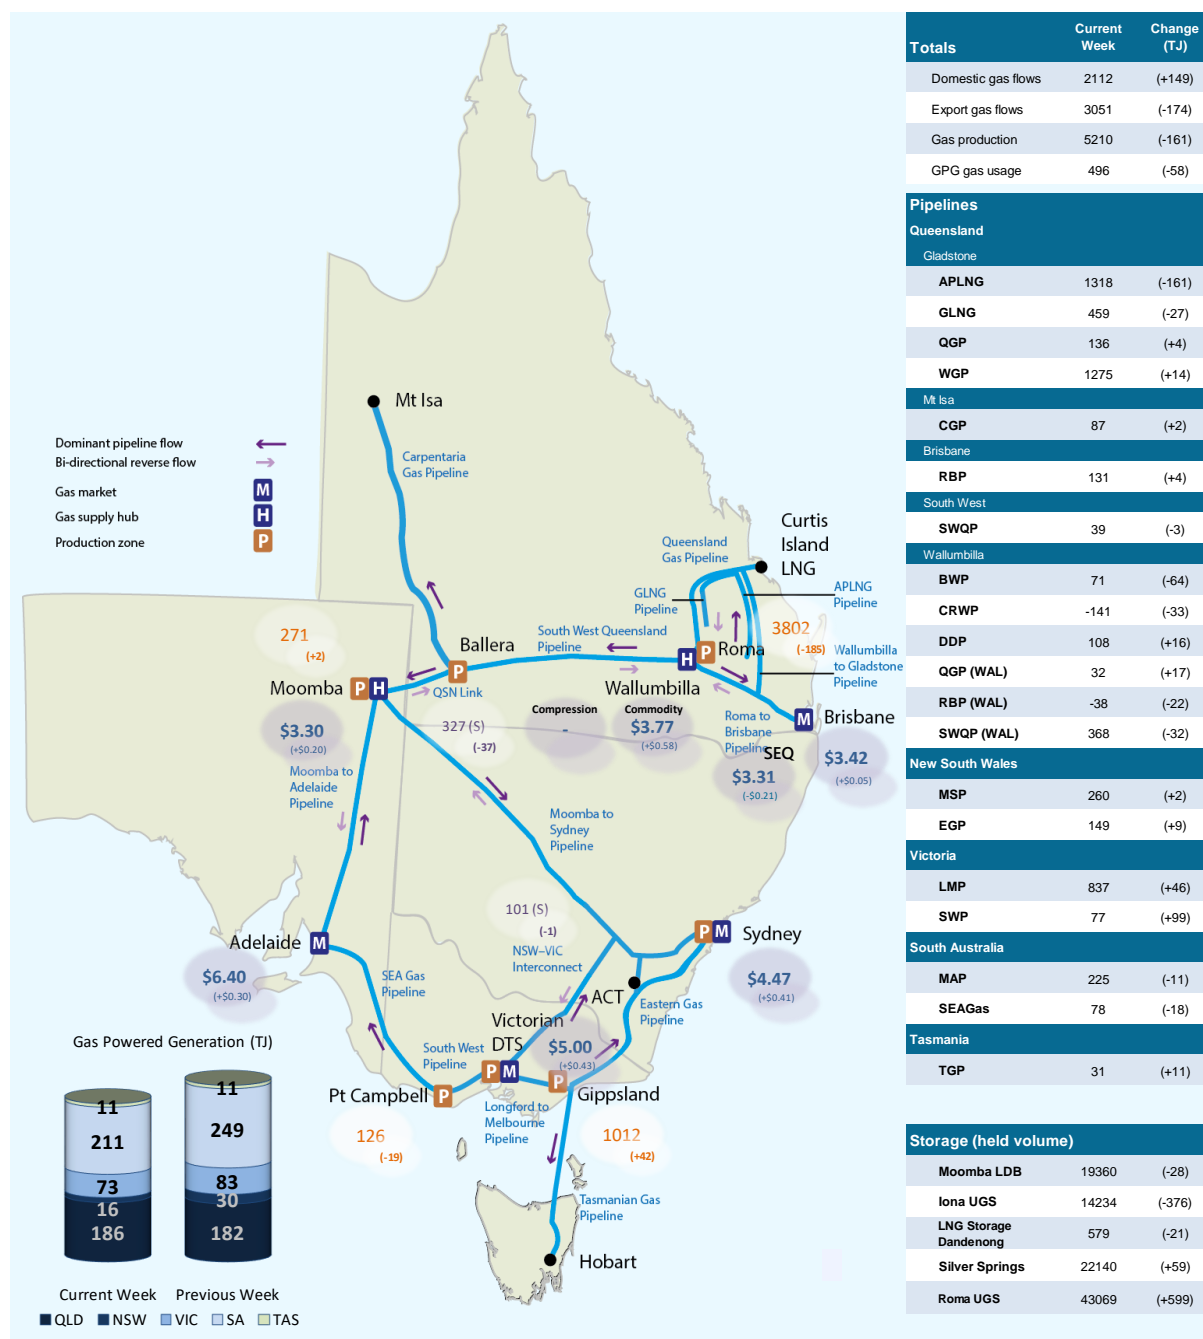 Totals Current Week Change (TJ)
Domestic gas flows 2112 (+149)
Export gas flows 3051 (-174)
Gas production 5210 (-161)
GPG gas usage 496 (-58)
Pipelines
Queensland
Gladstone
APLNG 1318 (-161)
GLNG 459 (-27)
QGP 136 (+4)
WGP 1275 (+14)
Mt Isa
CGP 87 (+2)
Brisbane
RBP 131 (+4)
South West
SWQP 39 (-3)
Wallumbilla
BWP 71 (-64)
CRWP -141 (-33)
DDP 108 (+16)
QGP (WAL) 32 (+17)
RBP (WAL) -38 (-22)
SWQP (WAL) 368 (-32)
New South Wales
MSP 260 (+2)
EGP 149 (+9)
Victoria
LMP 837 (+46)
SWP 77 (+99)
South Australia
MAP 225 (-11)
SEAGas 78 (-18)
Tasmania
TGP 31 (+11)
Storage (held volume)
Moomba LDB 19360 (-28)
Iona UGS 14234 (-376)
LNG Storage Dandenong 579 (-21)
Silver Springs 22140 (+59)
Roma UGS 43069 (+599)
Mt Isa
Carpentaria
Gas Pipeline
Dominant pipeline flow
Bi-directional reverse flow
Gas market M
Gas supply hub H
Production zone P
Curtis
Island
LNG
Queensland
Gas Pipeline
GLNG
Pipeline
APLNG
Pipeline
3802
(-185)
Wallumbilla
to Gladstone
Pipeline
South West Queensland
Pipeline
H P Roma
Wallumbilla
271
(+2)
Ballera
P
QSN Link
Moomba P H
$3.30
(+$0.20)
327 (S)
(-37)
Compression
-
Commodity
$3.77
(+$0.58)
Roma to
Brisbane
Pipeline
M Brisbane
SEQ
$3.31
(-$0.21)
$3.42
(+$0.05)
Moomba to
Adelaide
Pipeline
Moomba to
Sydney
Pipeline
101 (S)
(-1)
NSW–VIC
Interconnect
P M Sydney
$4.47
(+$0.41)
Adelaide M
$6.40
(+$0.30)
SEA Gas
Pipeline
ACT
Eastern Gas
Pipeline
Victorian
DTS
P M
$5.00
(+$0.43)
South West
Pipeline
Pt Campbell P
126
(-19)
Longford to
Melbourne
Pipeline
P
Gippsland
1012
(+42)
Tasmanian Gas
Pipeline
Hobart
Gas Powered Generation (TJ)
11 11
211 249
73 83
16 30
186 182
Current Week Previous Week
QLD NSW VIC SA TAS